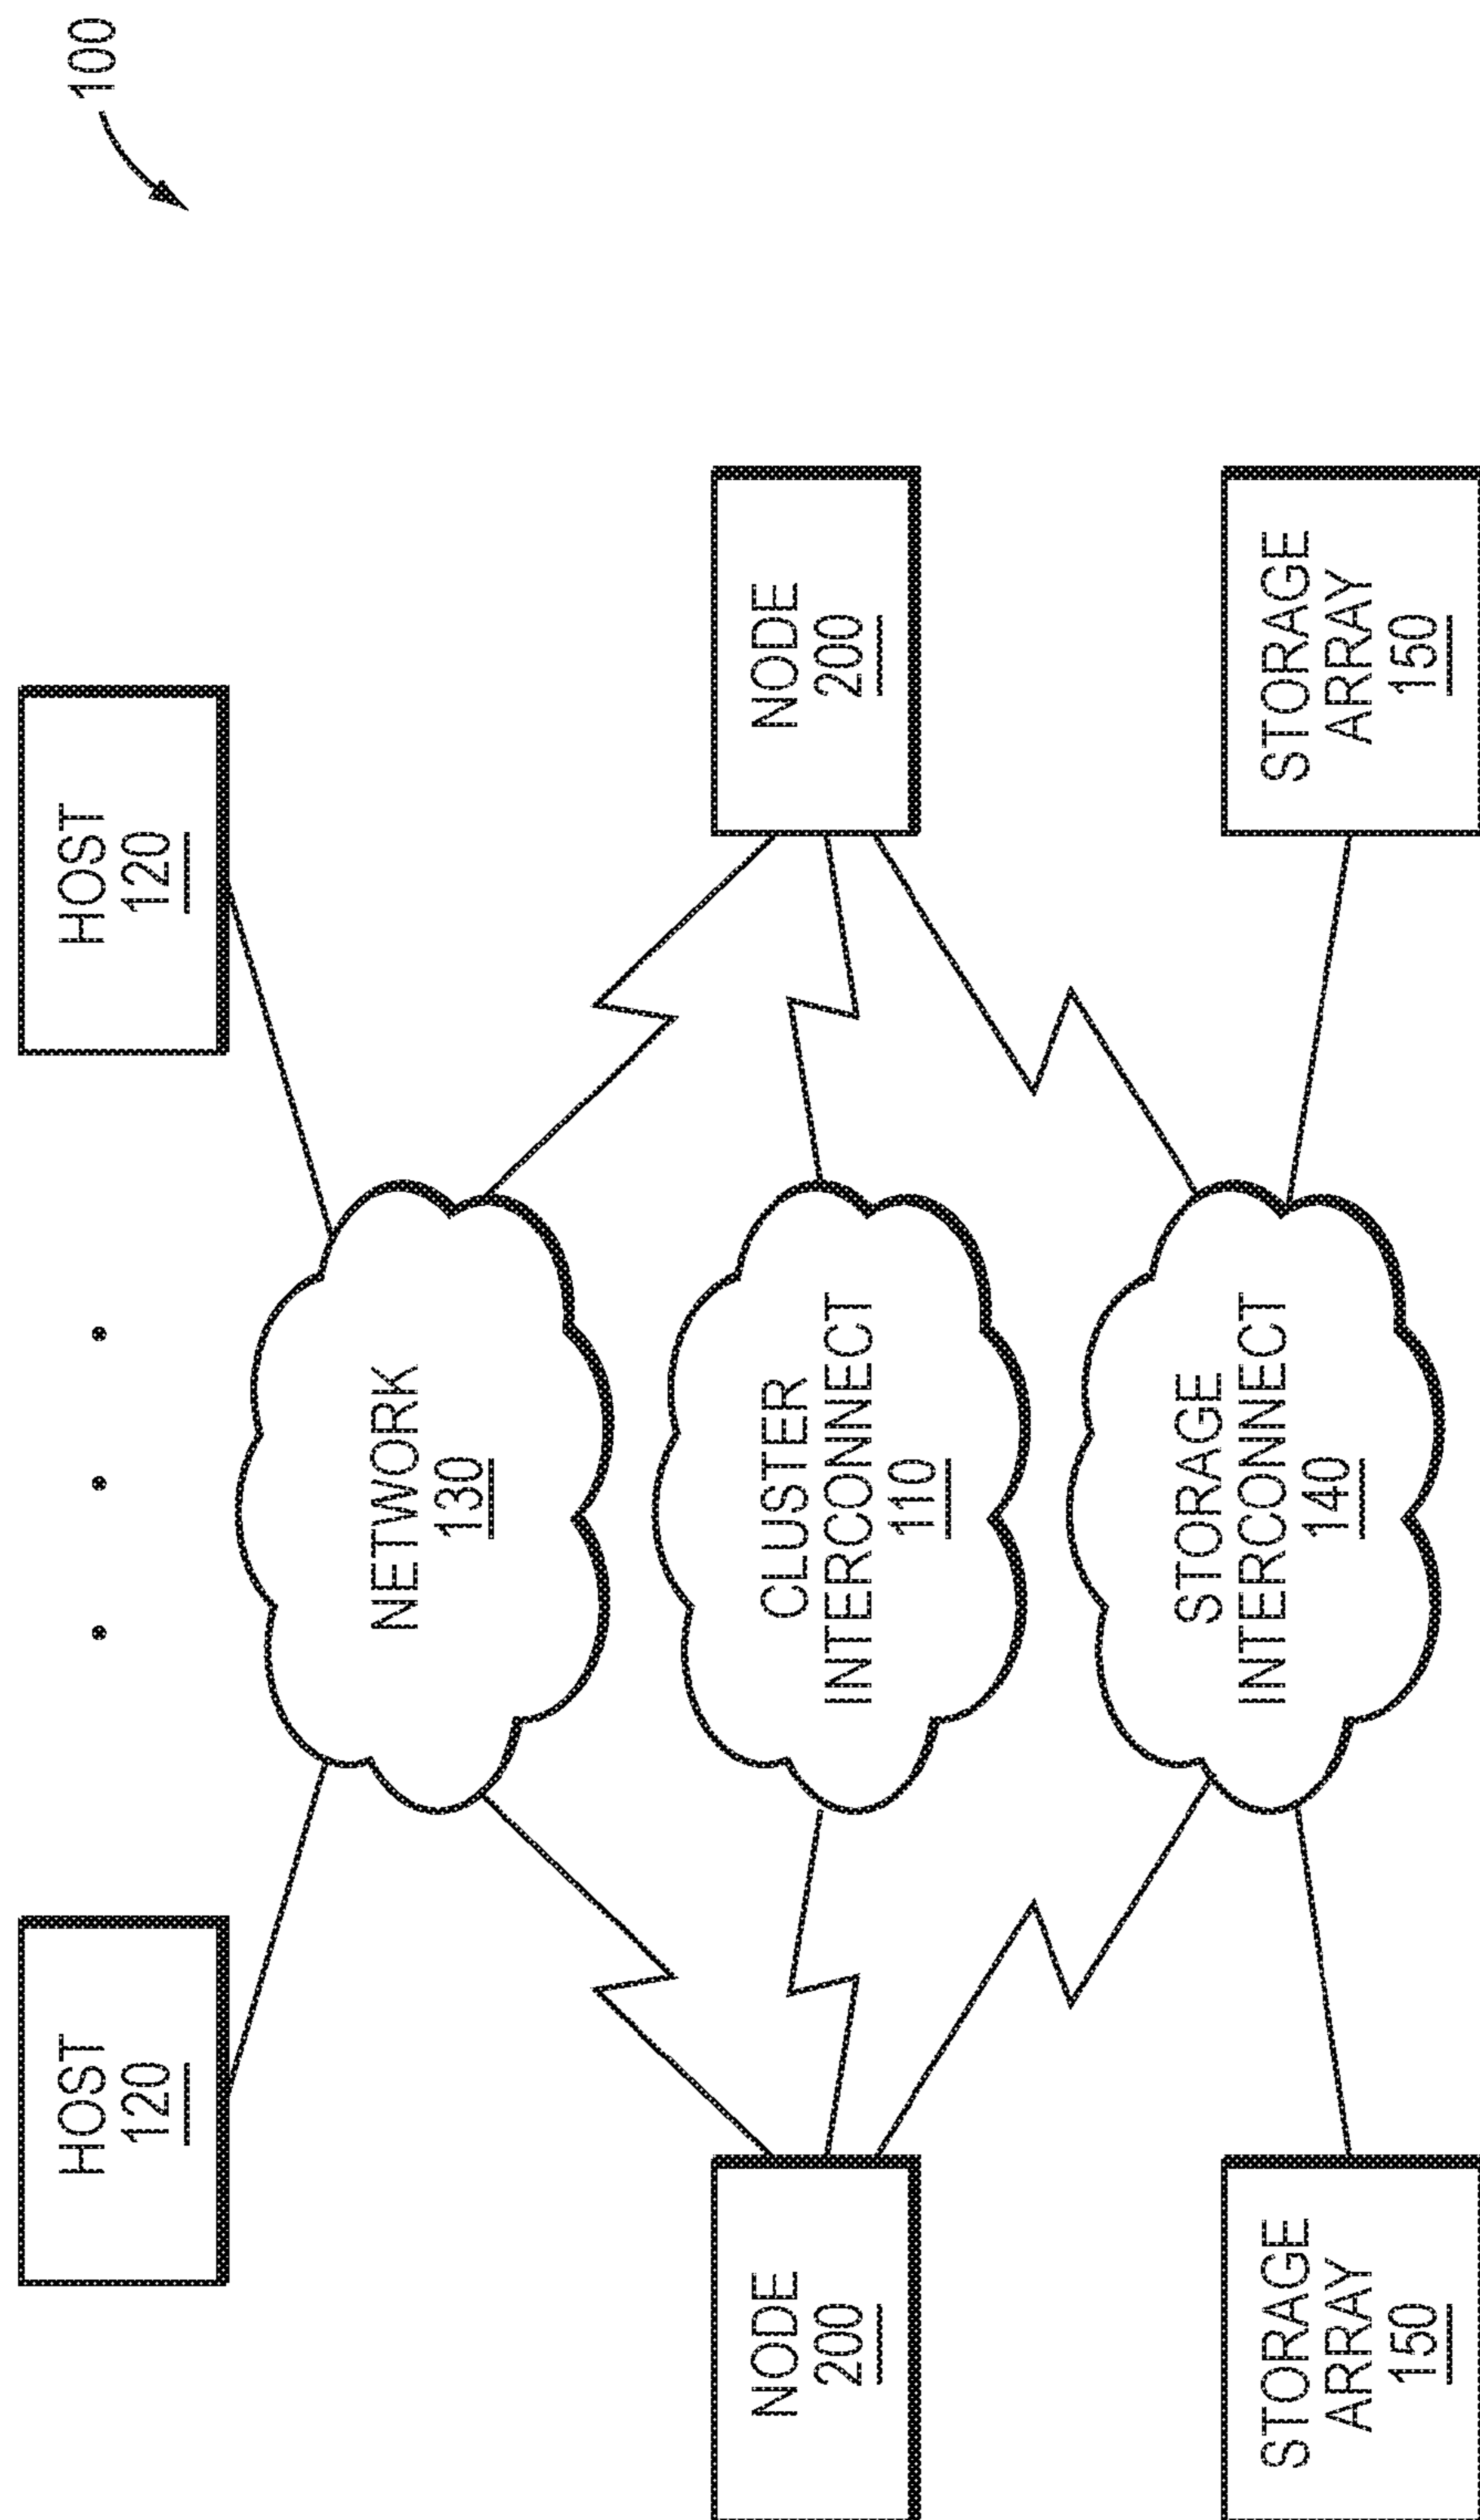 100
HOST
120
HOST
120
NETWORK
130
NODE
200
CLUSTER
INTERCONNECT
110
NODE
200
STORAGE
INTERCONNECT
140
STORAGE
ARRAY
150
STORAGE
ARRAY
150